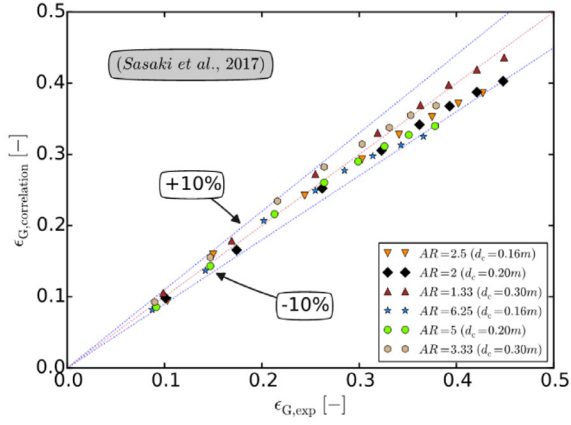 0.5
0.4
0.3
0.2
0.1
0.0
ϵG,correlation [−]
(Sasaki et al., 2017)
+10%
-10%
AR=2.5 (dc=0.16m)
AR=2 (dc=0.20m)
AR=1.33 (dc=0.30m)
AR=6.25 (dc=0.16m)
AR=5 (dc=0.20m)
AR=3.33 (dc=0.30m)
0.0 0.1 0.2 0.3 0.4 0.5
ϵG,exp [−]